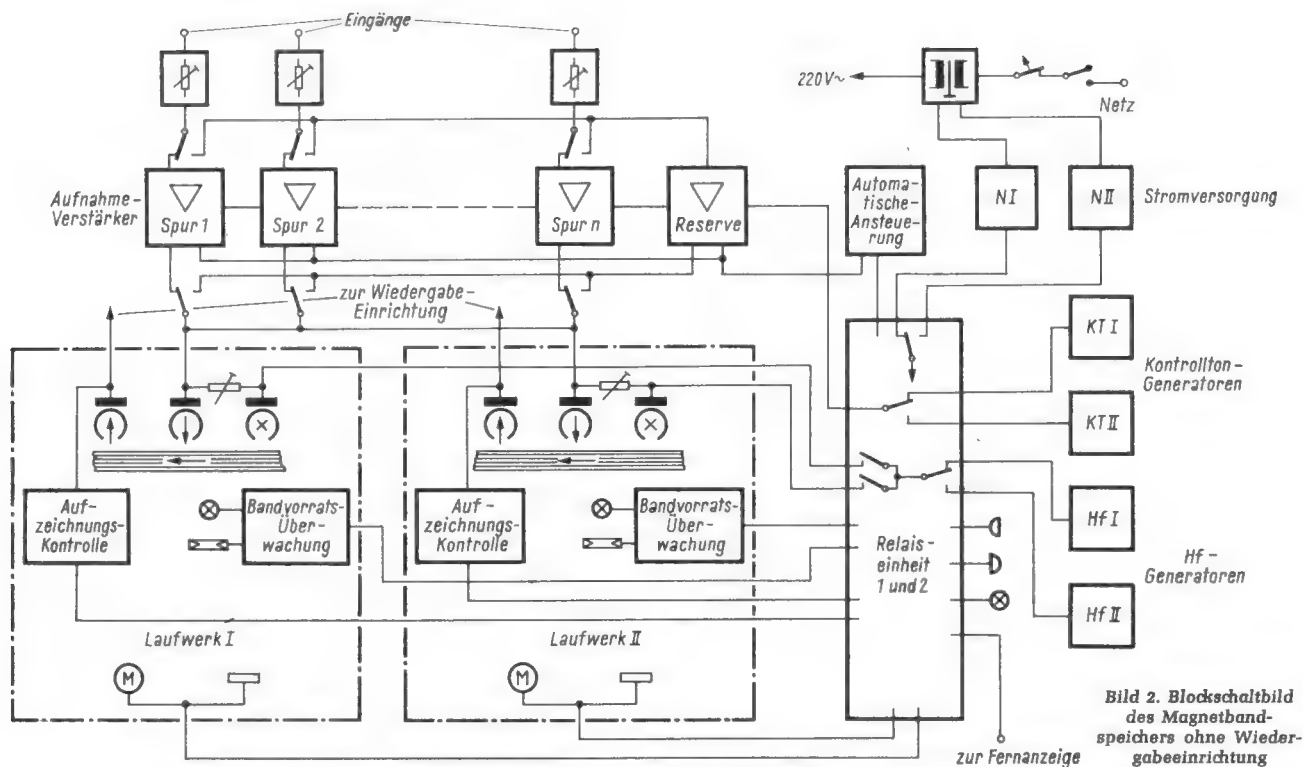 Eingänge
220V~
Netz
Aufnahme-
Verstärker
Spur 1
Spur 2
Spur n
Reserve
Automa-
tische-
Ansteue-
rung
N I
N II
Stromversorgung
zur Wiedergabe-
Einrichtung
KT I
Kontrollton-
Generatoren
KT II
Auf-
zeichnungs-
Kontrolle
Bandvorrats-
Über-
wachung
Auf-
zeichnungs-
Kontrolle
Bandvorrats-
Über-
wachung
Relais-
einheit
1 und 2
Hf I
Hf-
Generatoren
Hf II
Laufwerk I
Laufwerk II
M
M
zur Fernanzeige
Bild 2. Blockschaltbild
des Magnetband-
speichers ohne Wieder-
gabeeinrichtung